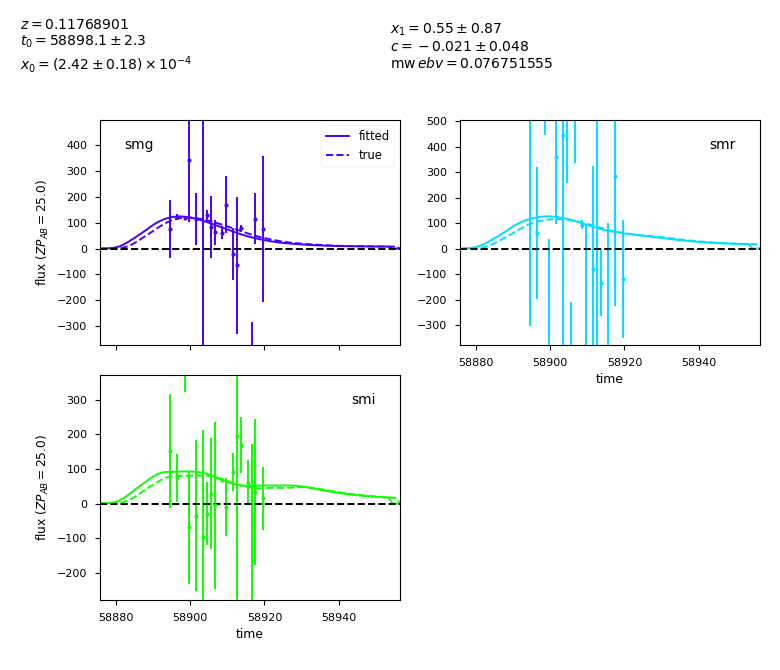 z = 0.11768901
t₀ = 58898.1 ± 2.3
x₀ = (2.42 ± 0.18) × 10⁻⁴
x₁ = 0.55 ± 0.87
c = −0.021 ± 0.048
mw ebv = 0.076751555
smg
fitted
true
400
300
200
100
0
−100
−200
−300
flux (ZP_AB = 25.0)
smr
500
400
300
200
100
0
−100
−200
−300
58880 58900 58920 58940
time
smi
300
200
100
0
−100
−200
flux (ZP_AB = 25.0)
58880 58900 58920 58940
time